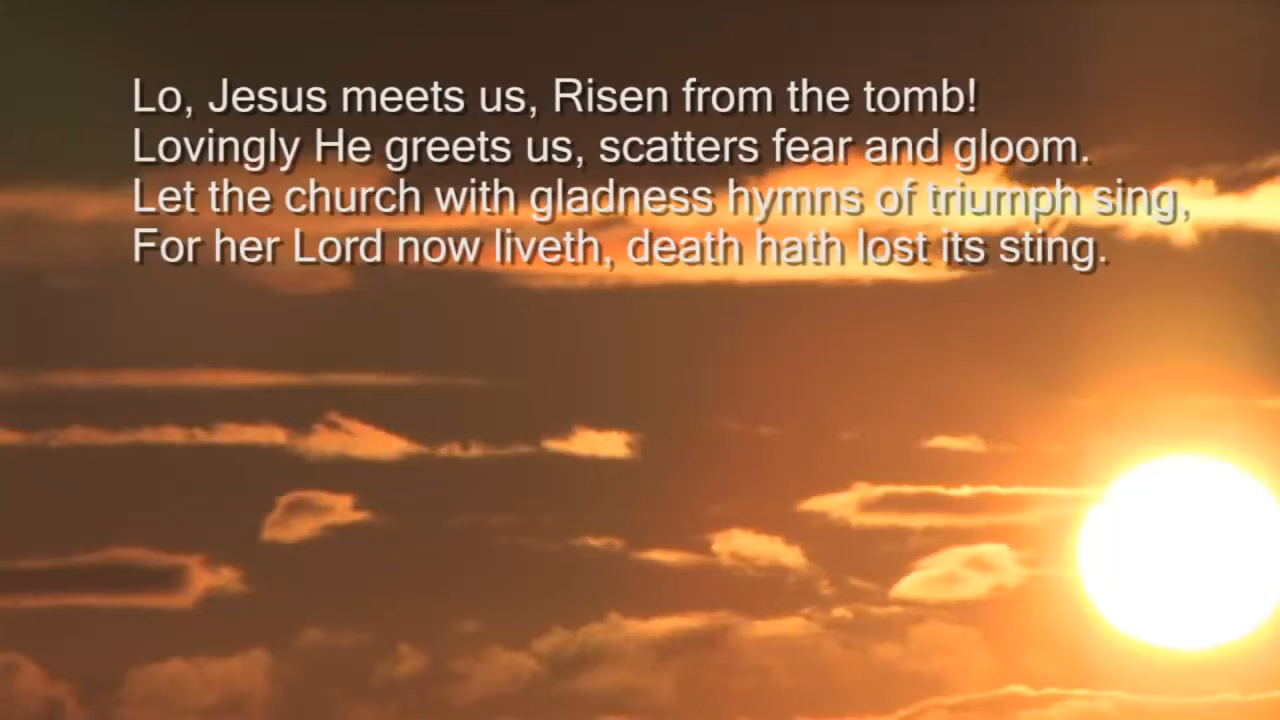 Lo, Jesus meets us, Risen from the tomb!
Lovingly He greets us, scatters fear and gloom.
Let the church with gladness hymns of triumph sing,
For her Lord now liveth, death hath lost its sting.